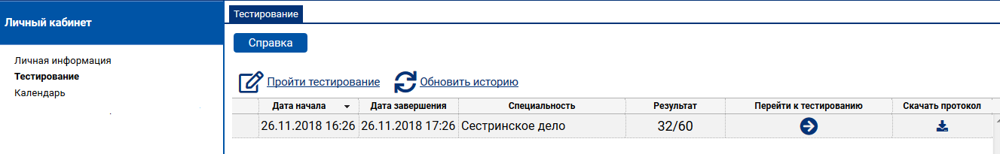 Личный кабинет
Тестирование
Справка
Личная информация
Тестирование
Календарь
Пройти тестирование Обновить историю
Дата начала Дата завершения Специальность Результат Перейти к тестированию Скачать протокол
26.11.2018 16:26 26.11.2018 17:26 Сестринское дело 32/60